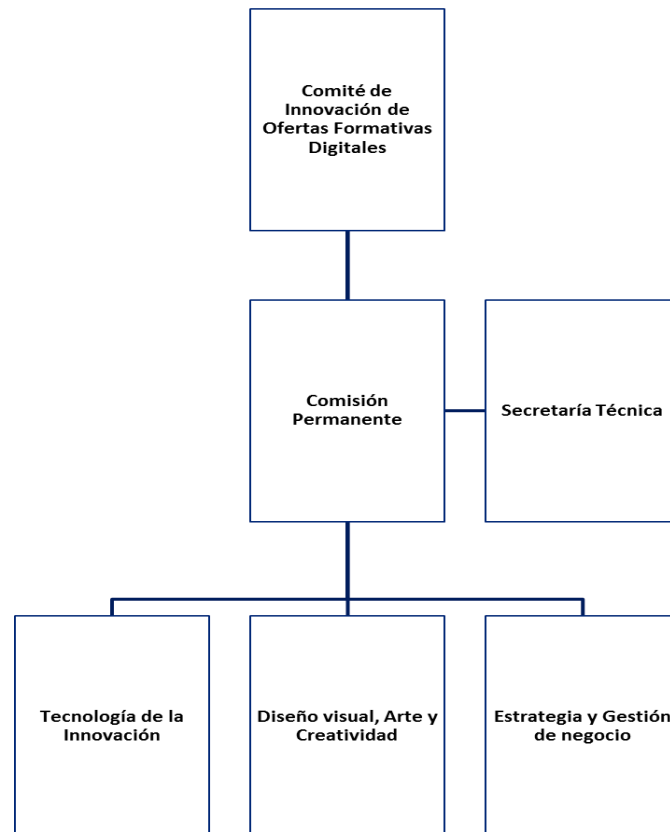 Comité de
Innovación de
Ofertas Formativas
Digitales
Comisión
Permanente
Secretaría Técnica
Tecnología de la
Innovación
Diseño visual, Arte y
Creatividad
Estrategia y Gestión
de negocio